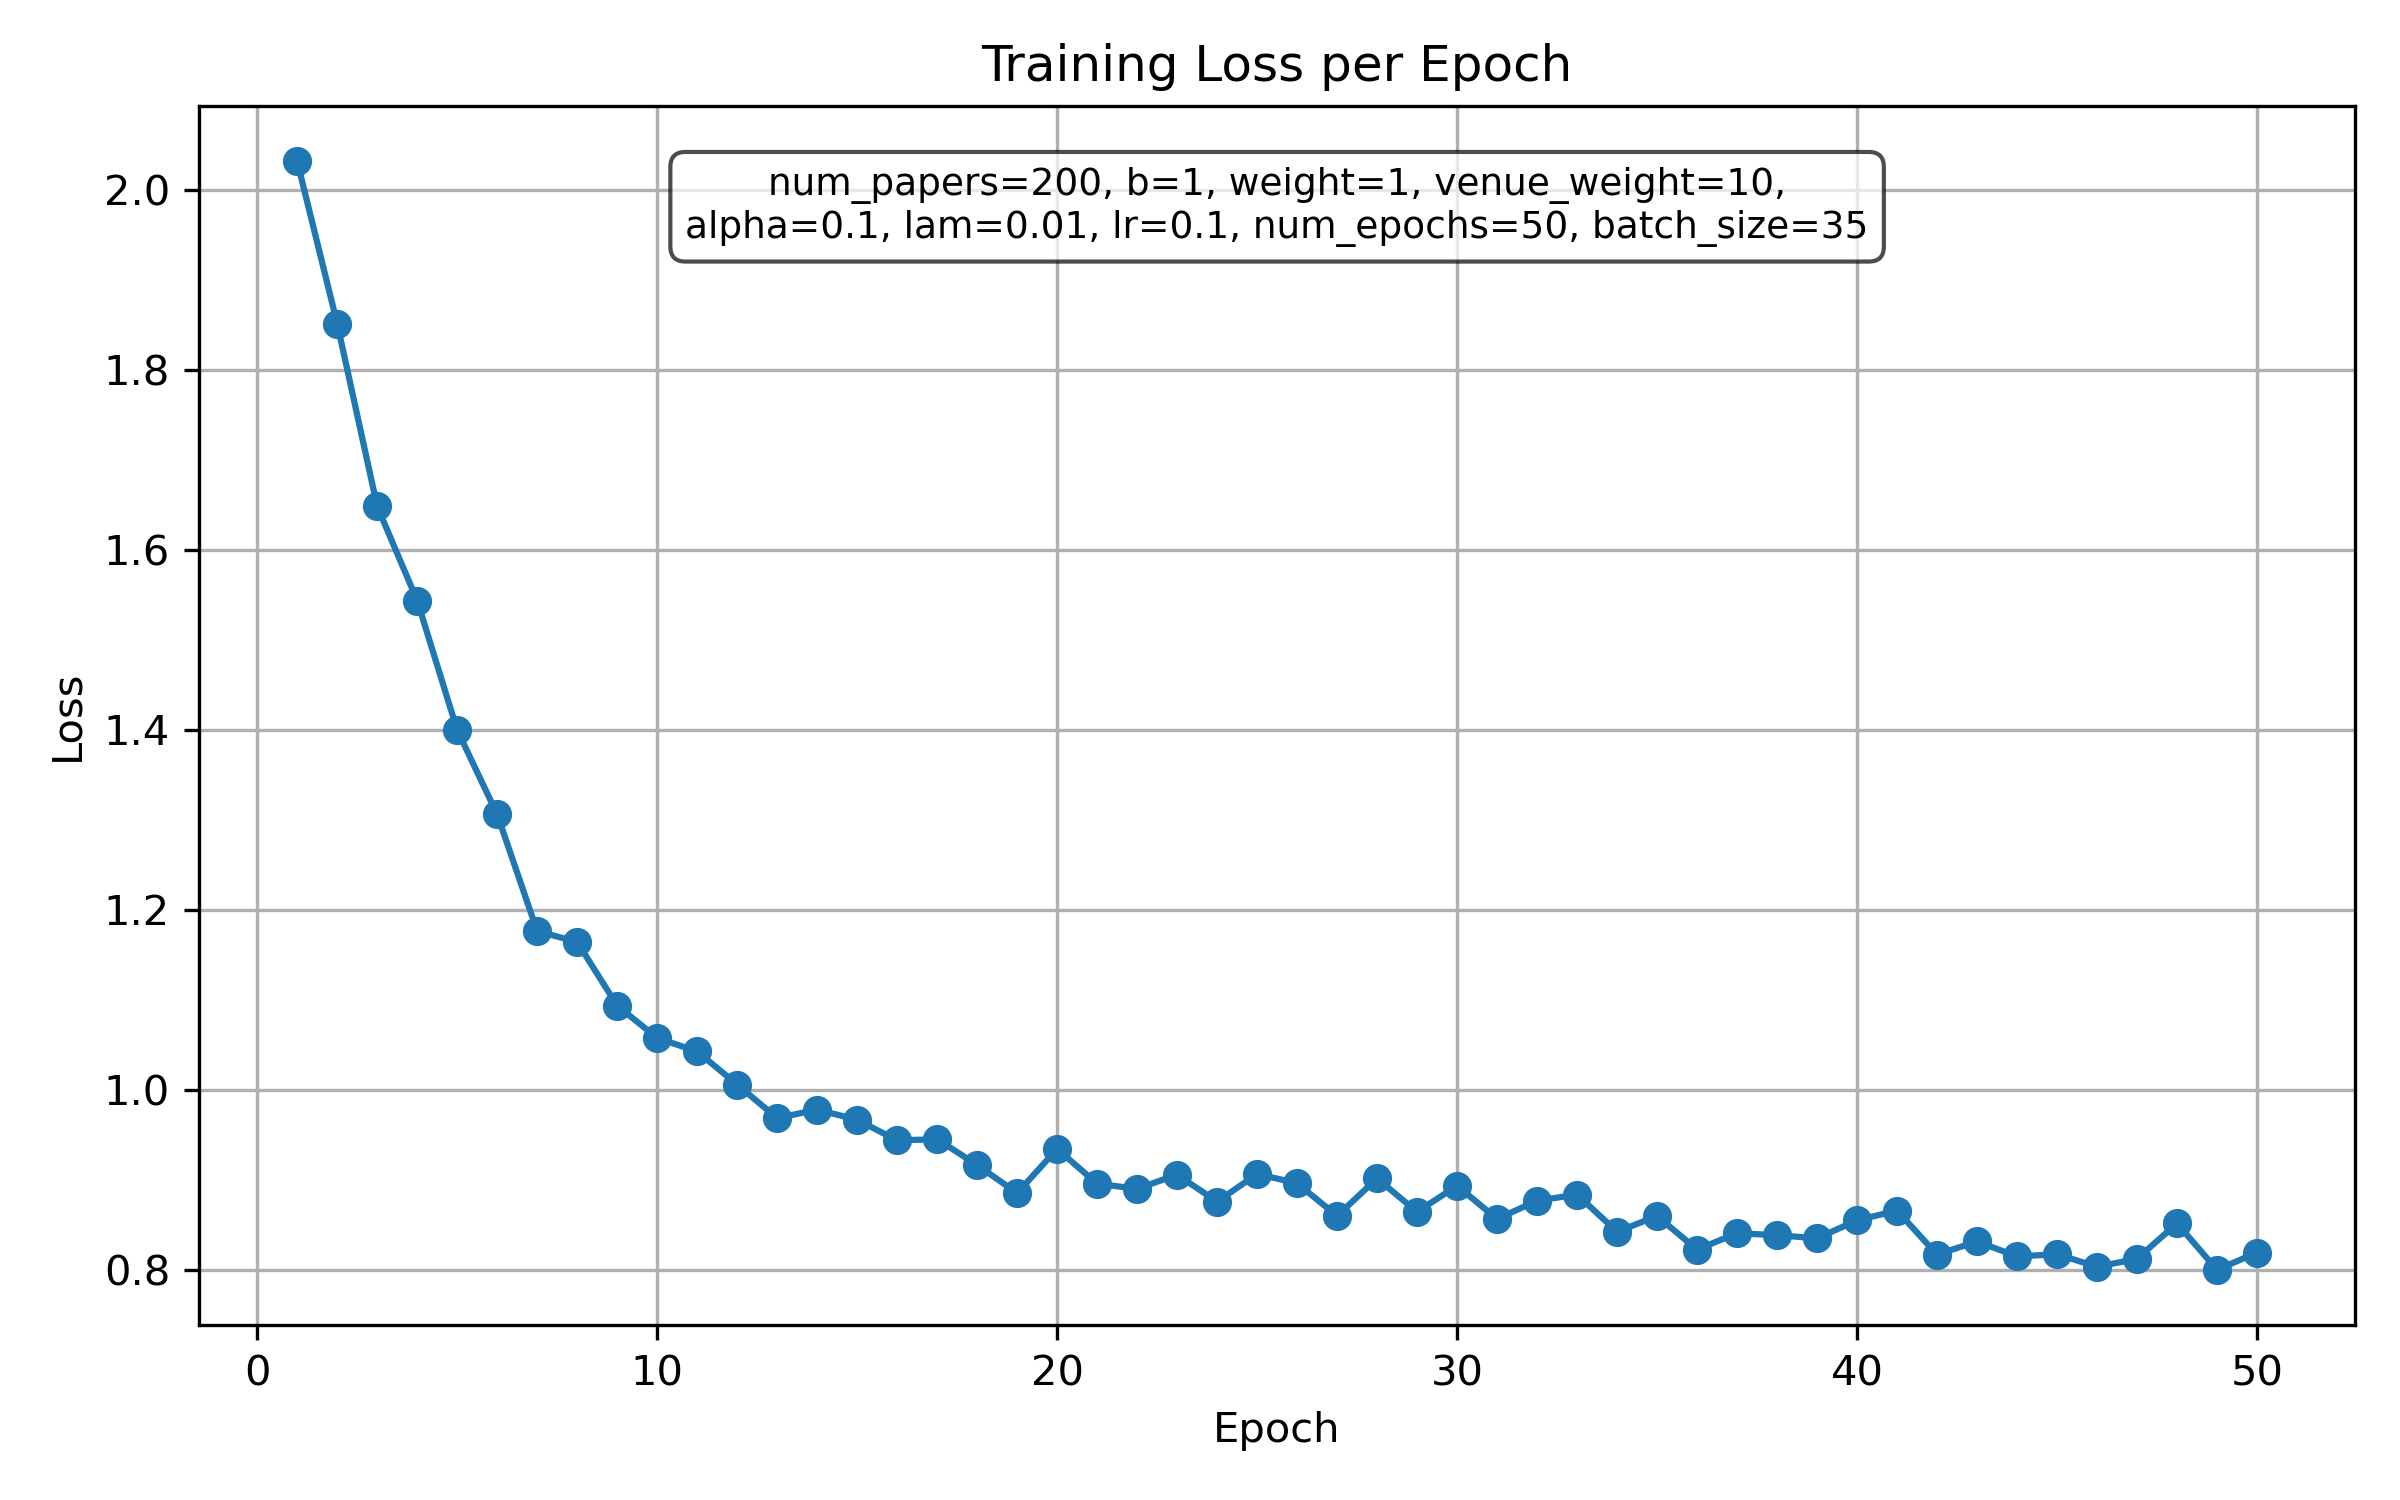 Training Loss per Epoch
num_papers=200, b=1, weight=1, venue_weight=10,
alpha=0.1, lam=0.01, lr=0.1, num_epochs=50, batch_size=35
2.0
1.8
1.6
1.4
1.2
1.0
0.8
Loss
0 10 20 30 40 50
Epoch